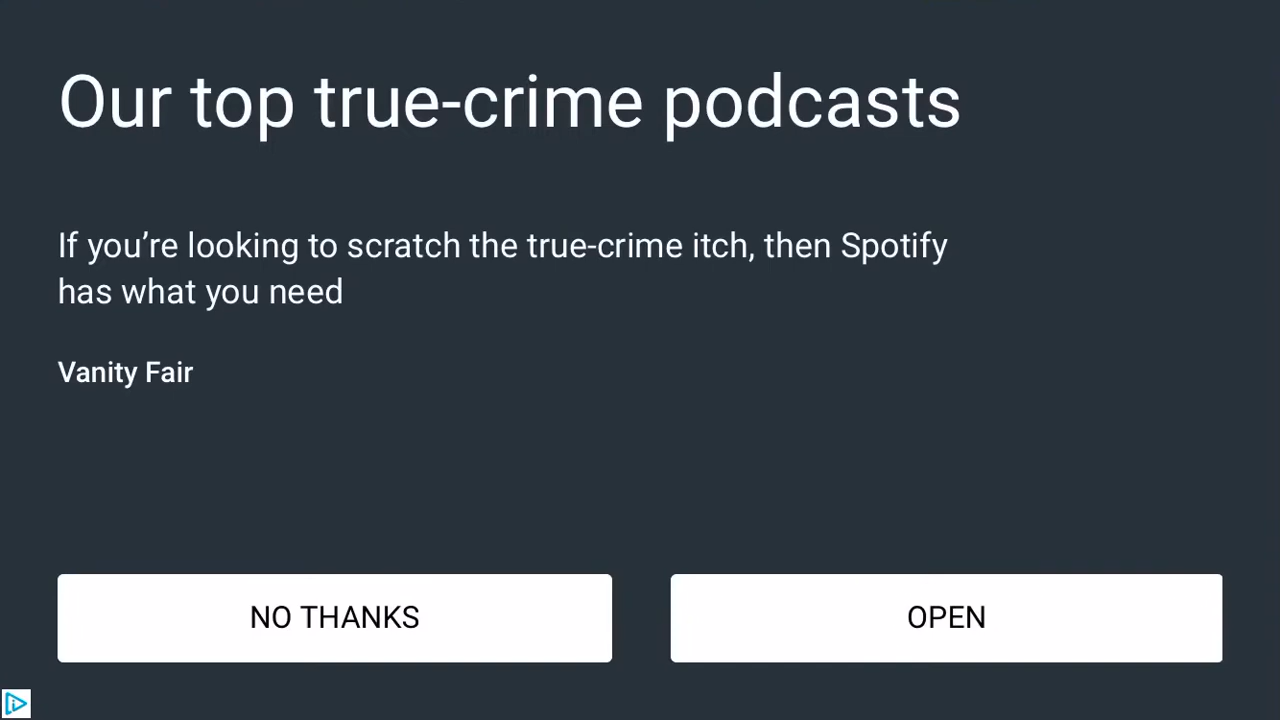 Our top true-crime podcasts
If you’re looking to scratch the true-crime itch, then Spotify
has what you need
Vanity Fair
NO THANKS
OPEN